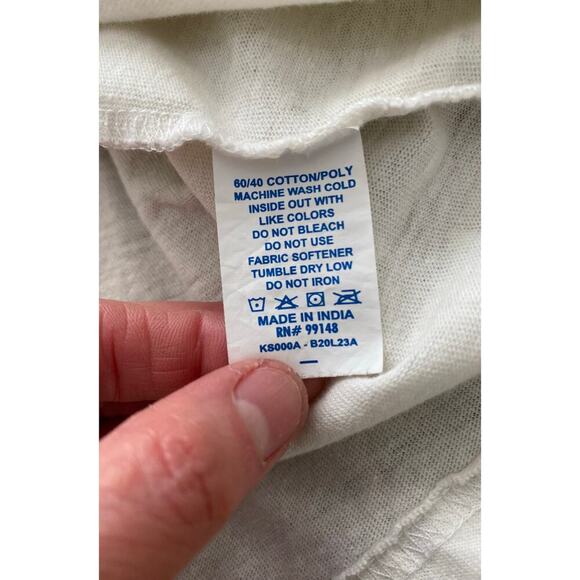 60/40 COTTON/POLY
MACHINE WASH COLD
INSIDE OUT WITH
LIKE COLORS
DO NOT BLEACH
DO NOT USE
FABRIC SOFTENER
TUMBLE DRY LOW
DO NOT IRON
MADE IN INDIA
RN# 99148
KS000A - B20L23A